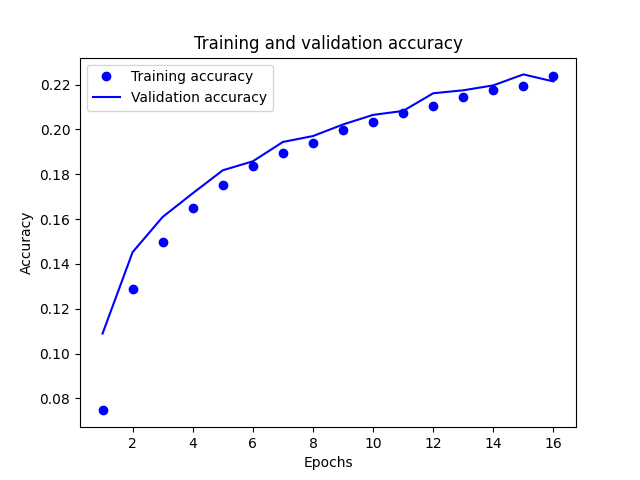 Training and validation accuracy
Training accuracy
Validation accuracy
0.22
0.20
0.18
0.16
0.14
0.12
0.10
0.08
Accuracy
2 4 6 8 10 12 14 16
Epochs